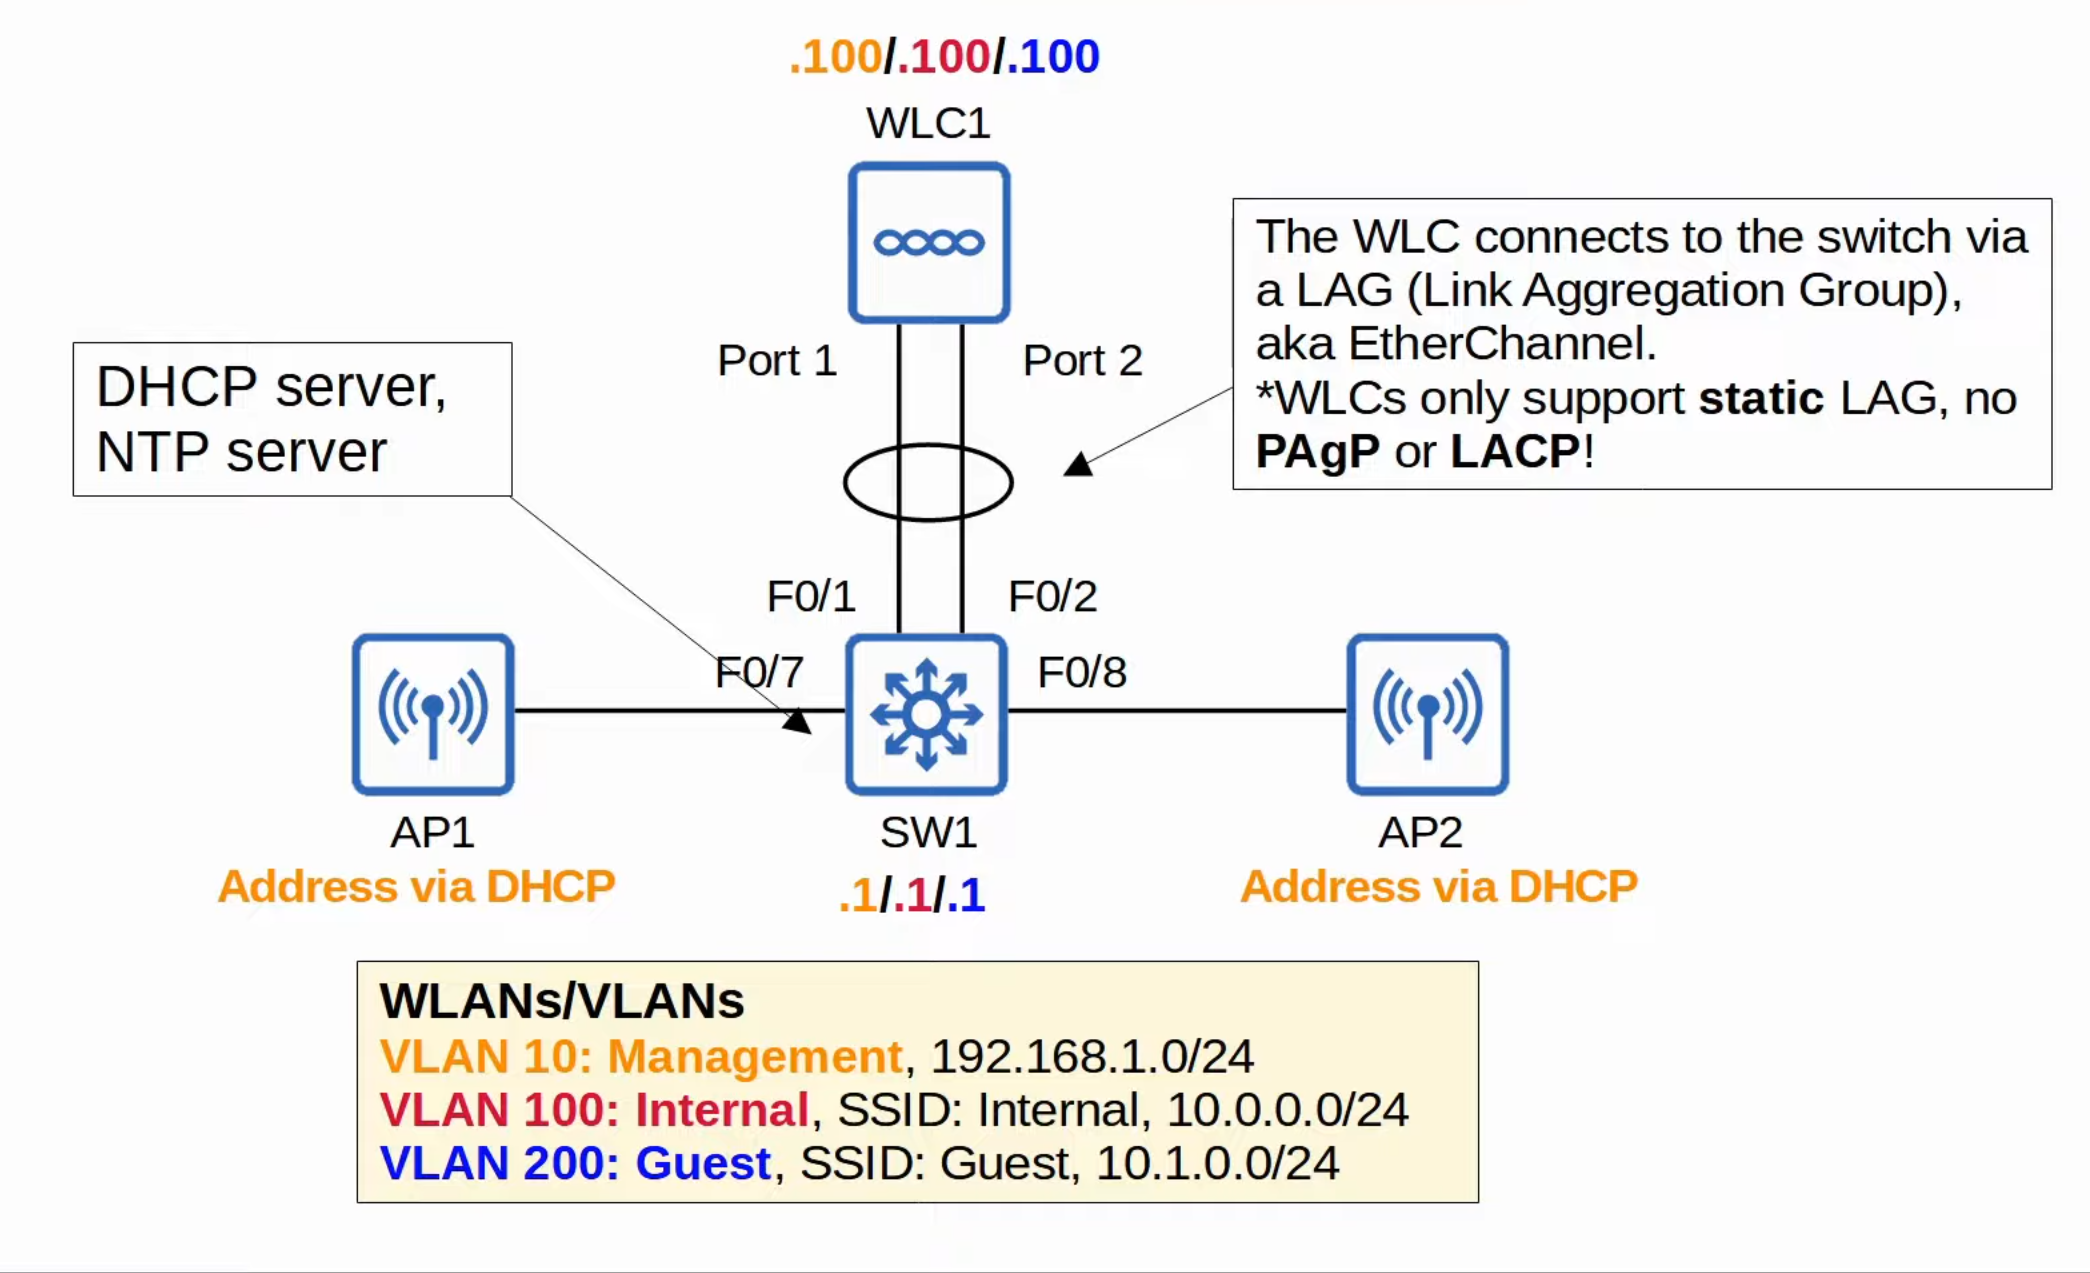 .100/.100/.100
WLC1
The WLC connects to the switch via
a LAG (Link Aggregation Group),
aka EtherChannel.
*WLCs only support static LAG, no
PAgP or LACP!
DHCP server,
NTP server
Port 1
Port 2
F0/1
F0/2
F0/7
F0/8
AP1
SW1
AP2
Address via DHCP
.1/.1/.1
Address via DHCP
WLANs/VLANs
VLAN 10: Management, 192.168.1.0/24
VLAN 100: Internal, SSID: Internal, 10.0.0.0/24
VLAN 200: Guest, SSID: Guest, 10.1.0.0/24